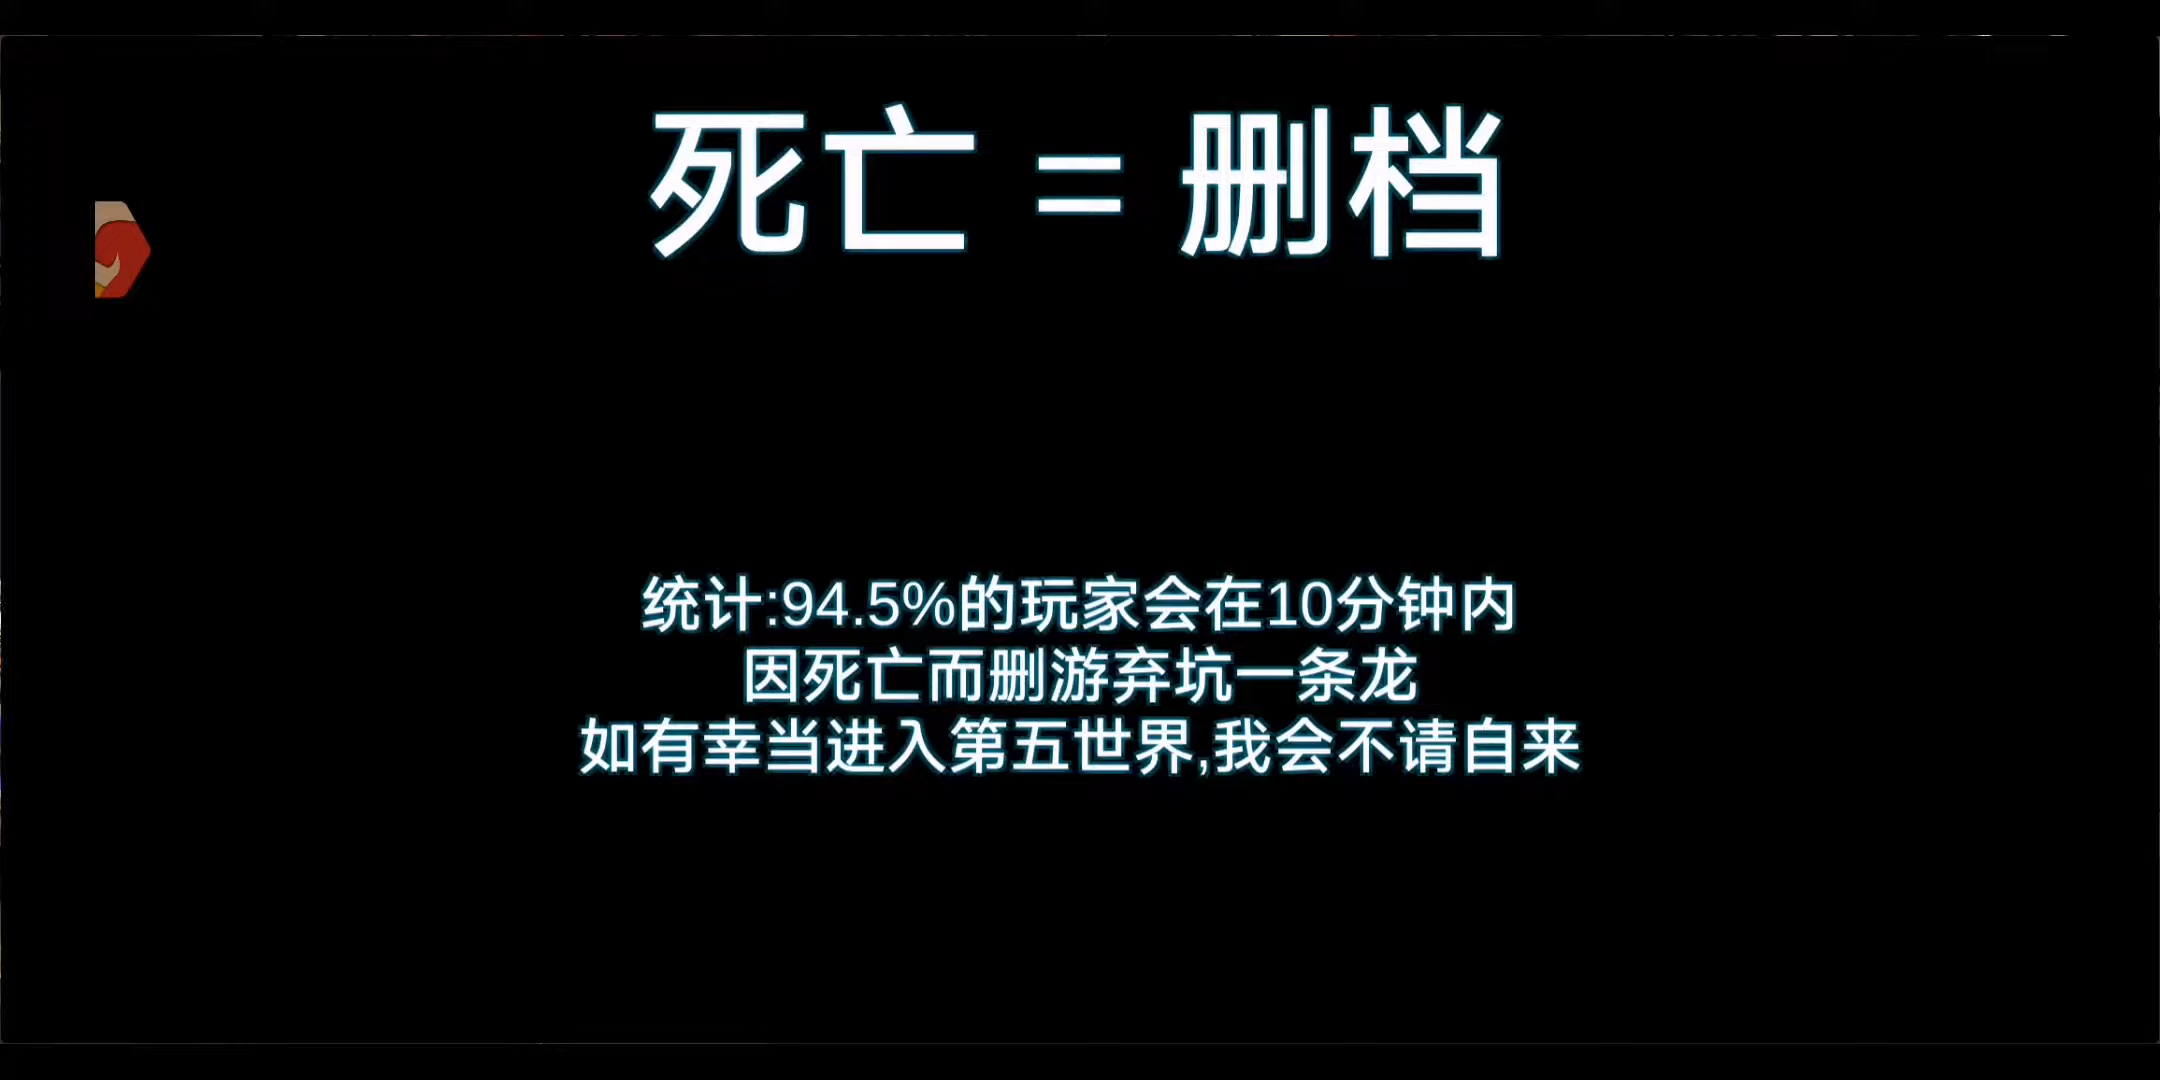 死亡 = 删档
统计:94.5%的玩家会在10分钟内
因死亡而删游弃坑一条龙
如有幸当进入第五世界,我会不请自来